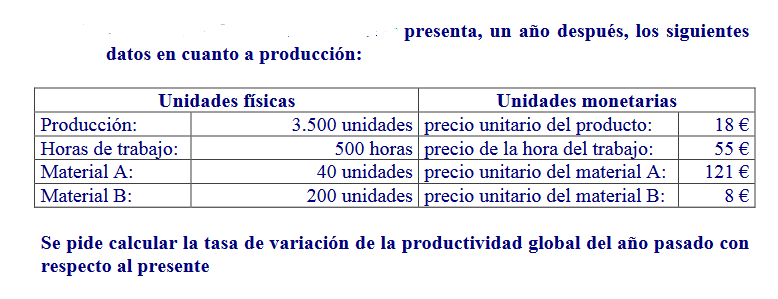 presenta, un año después, los siguientes
datos en cuanto a producción:
Unidades físicas Unidades monetarias
Producción: 3.500 unidades precio unitario del producto: 18 €
Horas de trabajo: 500 horas precio de la hora del trabajo: 55 €
Material A: 40 unidades precio unitario del material A: 121 €
Material B: 200 unidades precio unitario del material B: 8 €
Se pide calcular la tasa de variación de la productividad global del año pasado con
respecto al presente